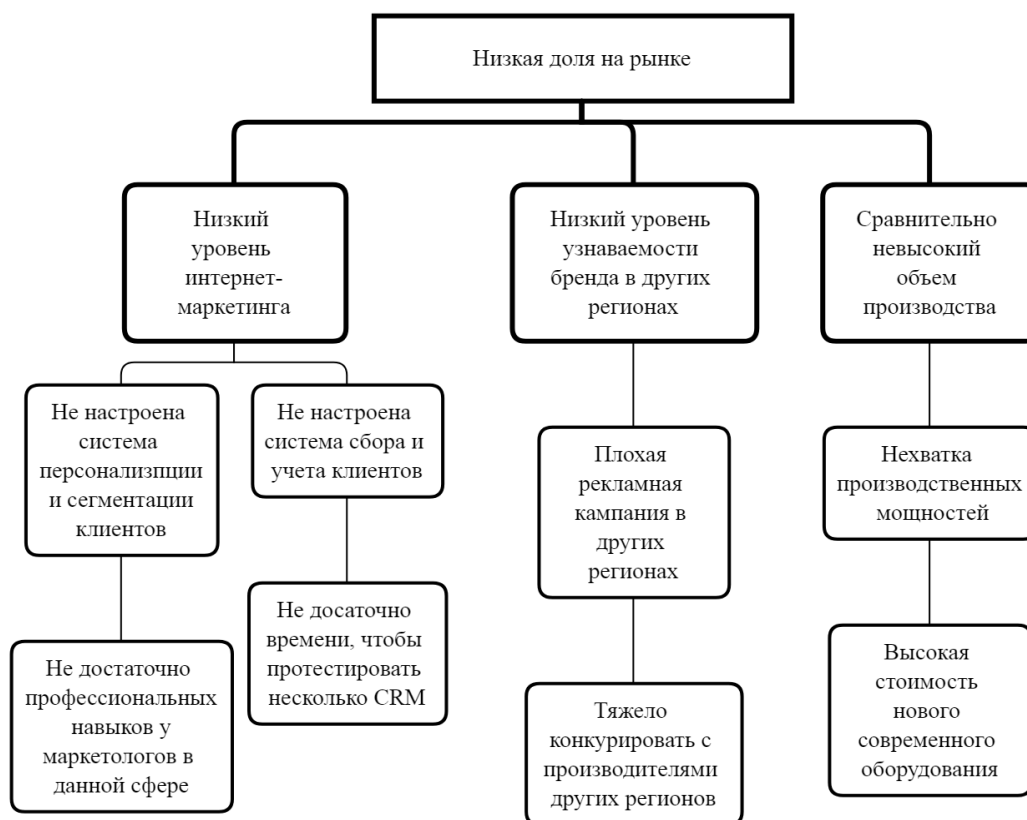 Низкая доля на рынке
Низкий
уровень
интернет-
маркетинга
Низкий уровень
узнаваемости
бренда в других
регионах
Сравнительно
невысокий
объем
производства
Не настроена
система
персонализпции
и сегментации
клиентов
Не настроена
система сбора и
учета клиентов
Плохая
рекламная
кампания в
других
регионах
Нехватка
производственных
мощностей
Не достаточно
профессиональных
навыков у
маркетологов в
данной сфере
Не досаточно
времени, чтобы
протестировать
несколько CRM
Тяжело
конкурировать с
производителями
других регионов
Высокая
стоимость
нового
современного
оборудования